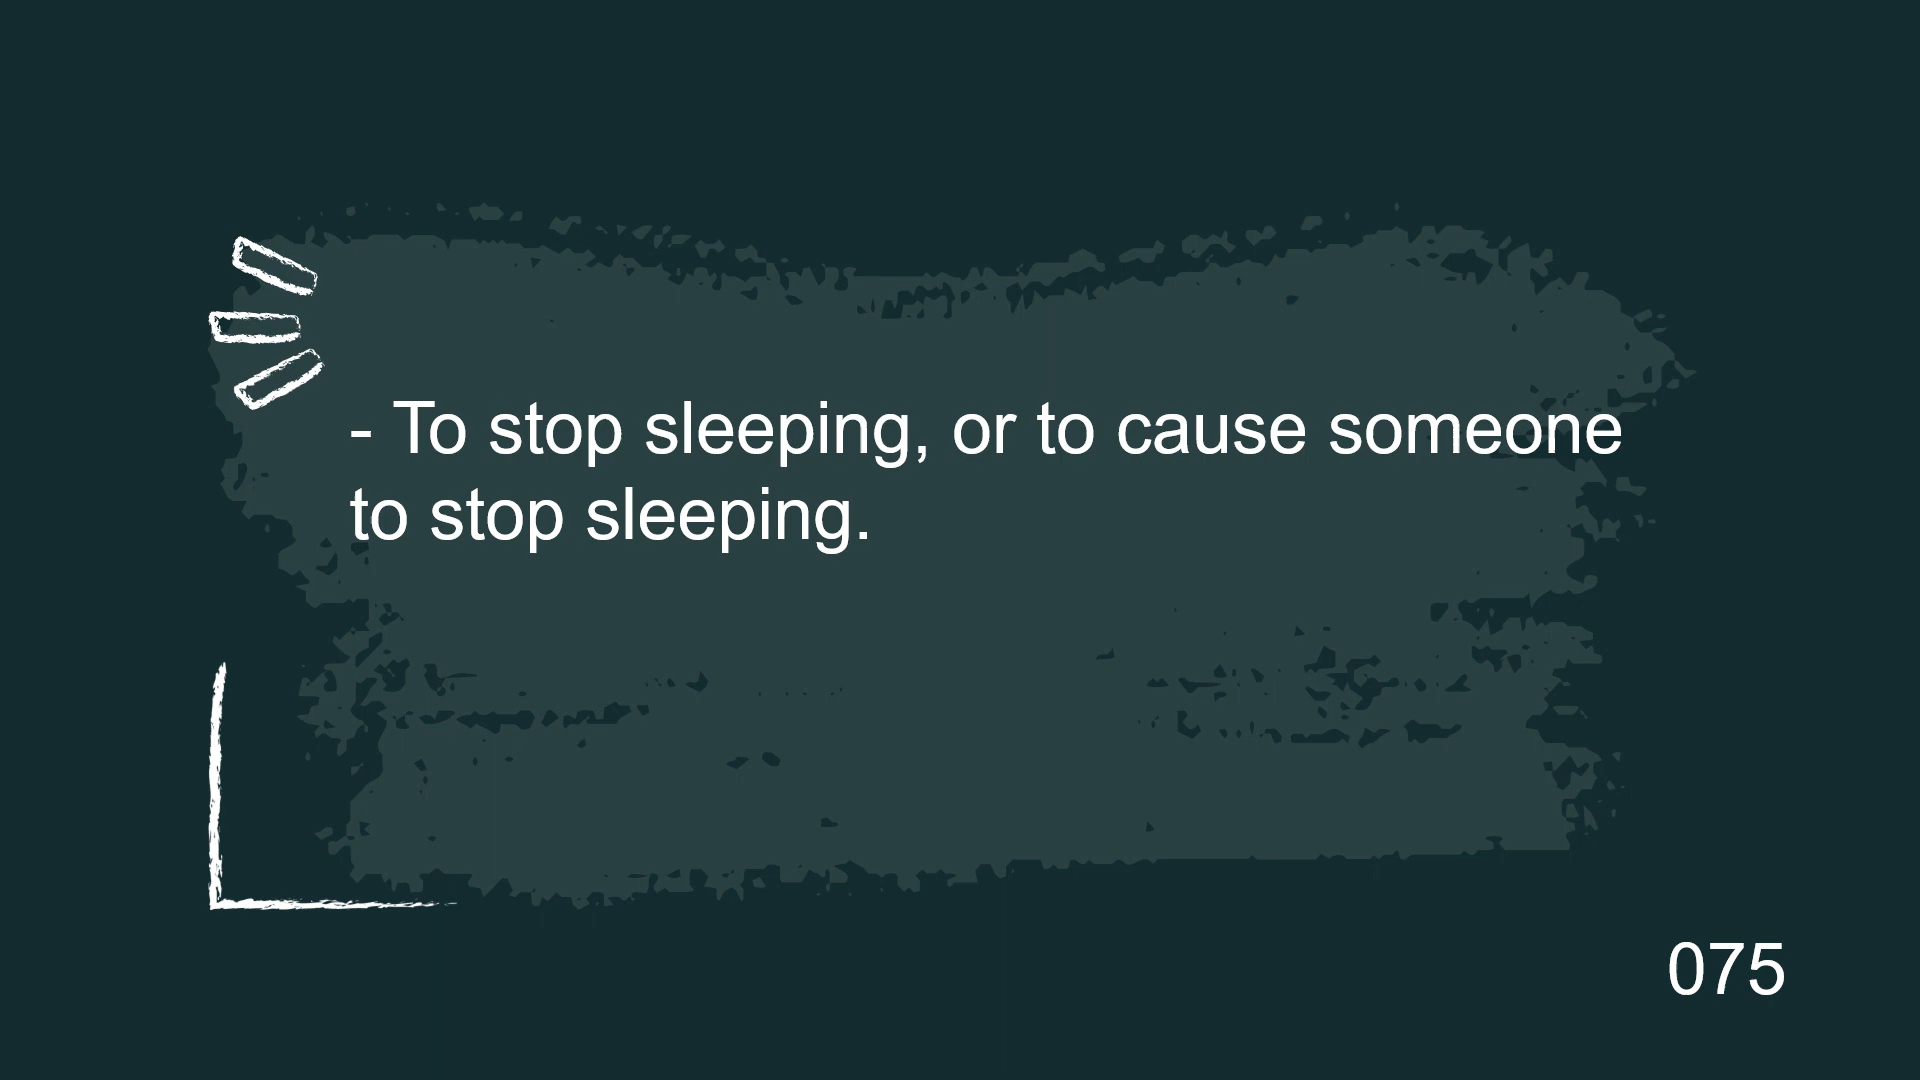 - To stop sleeping, or to cause someone
to stop sleeping.
075